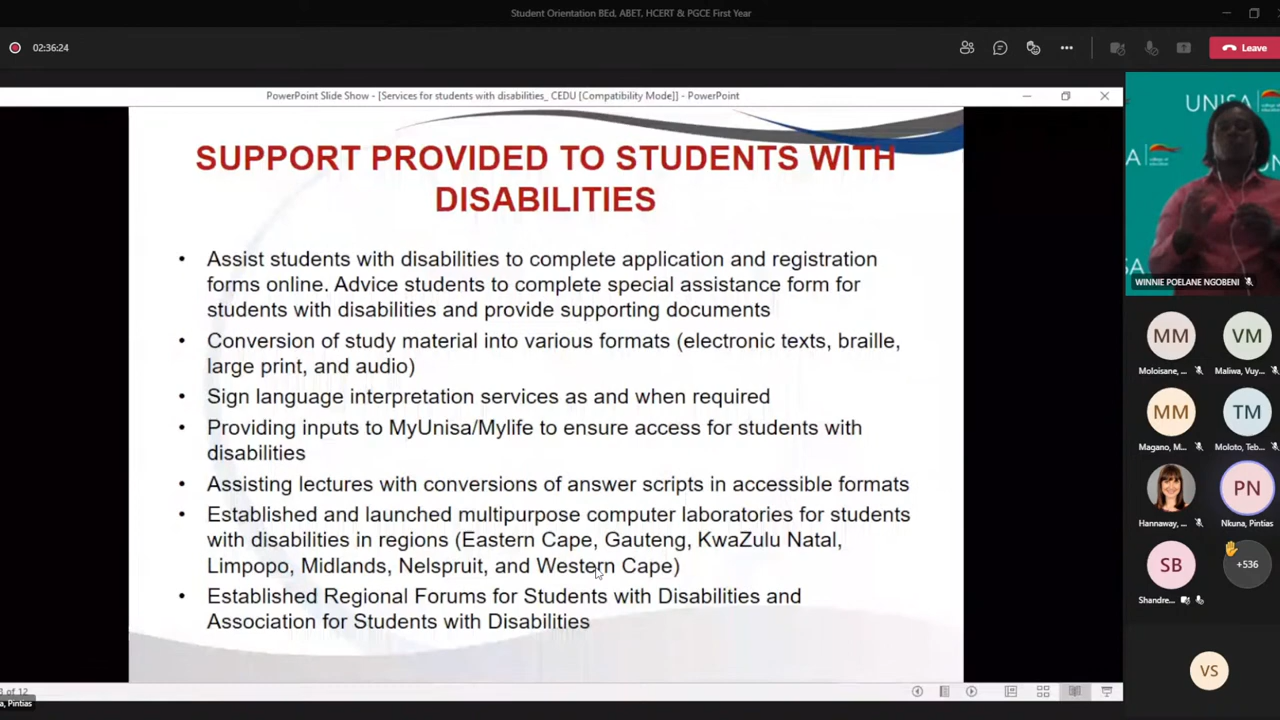 Student Orientation BEd, ABET, HCERT & PGCE First Year
02:36:24
Leave
PowerPoint Slide Show - [Services for students with disabilities_ CEDU [Compatibility Mode]] - PowerPoint
SUPPORT PROVIDED TO STUDENTS WITH
DISABILITIES
• Assist students with disabilities to complete application and registration
forms online. Advice students to complete special assistance form for
students with disabilities and provide supporting documents
• Conversion of study material into various formats (electronic texts, braille,
large print, and audio)
• Sign language interpretation services as and when required
• Providing inputs to MyUnisa/Mylife to ensure access for students with
disabilities
• Assisting lectures with conversions of answer scripts in accessible formats
• Established and launched multipurpose computer laboratories for students
with disabilities in regions (Eastern Cape, Gauteng, KwaZulu Natal,
Limpopo, Midlands, Nelspruit, and Western Cape)
• Established Regional Forums for Students with Disabilities and
Association for Students with Disabilities
of 12
a, Pintias
UNISA
WINNIE POELANE NGOBENI
MM
VM
Moloisane, ...
Maliwa, Vuy...
MM
TM
Magano, M...
Moloto, Teb...
PN
Hannaway, ...
Nkuna, Pintias
SB
+536
Shandre...
VS